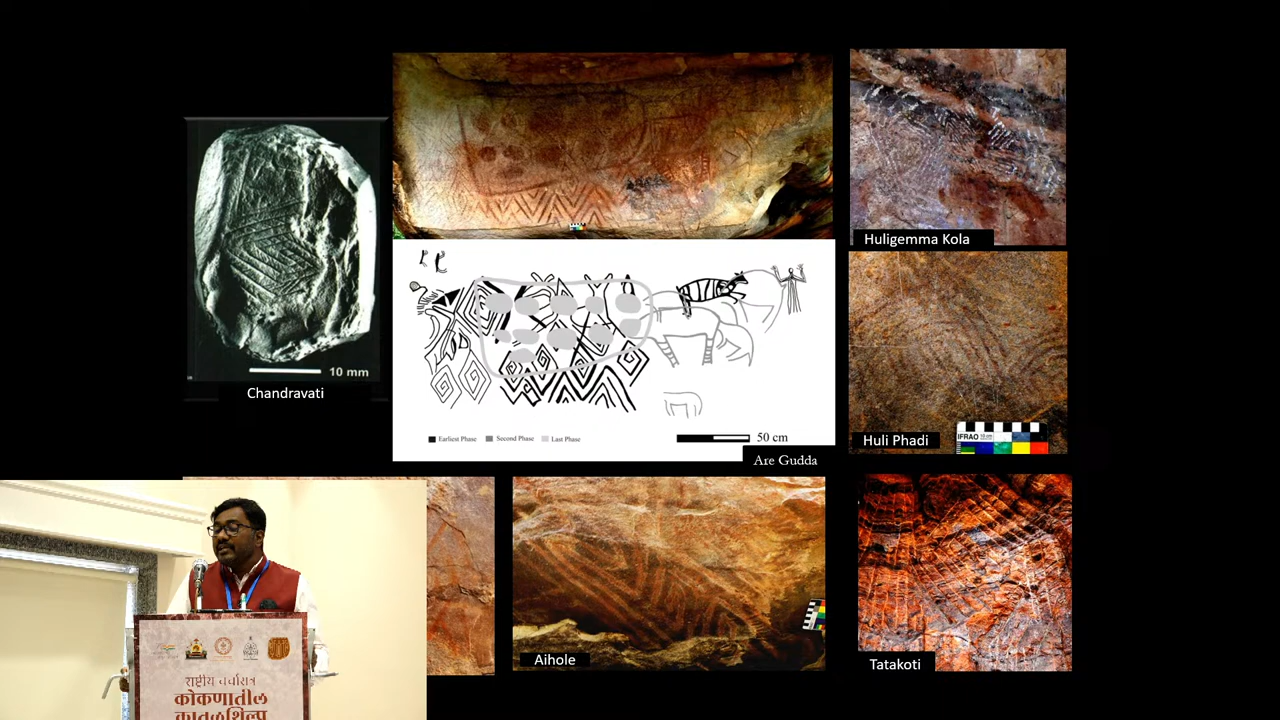 Huligemma Kola
10 mm
Chandravati
Huli Phadi
IFRAO
Earliest Phase
Second Phase
Last Phase
50 cm
Are Gudda
Aihole
Tatakoti
राष्ट्रीय चर्चासत्र
कोकणातील
कातळशिल्प